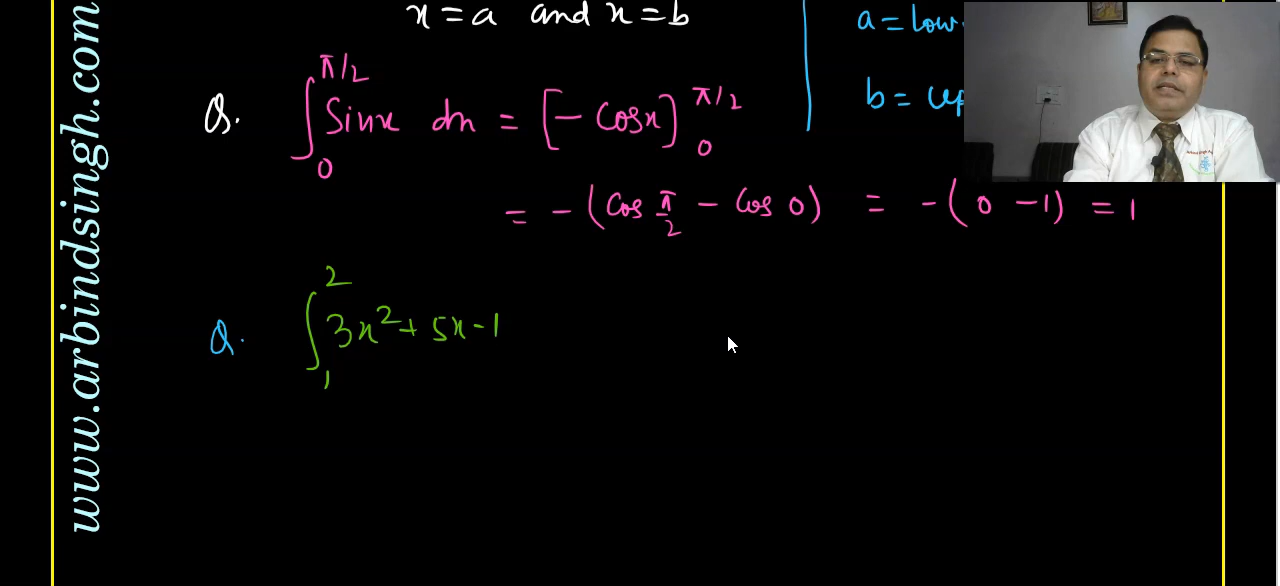 www.arbindsingh.com
x = a and x = b
a = low
b = up
Q. ∫₀^π/2 Sinx dx = [- Cosx]₀^π/2
= - (Cos π/2 - Cos 0) = - (0 - 1) = 1
Q. ∫₁² 3x² + 5x - 1